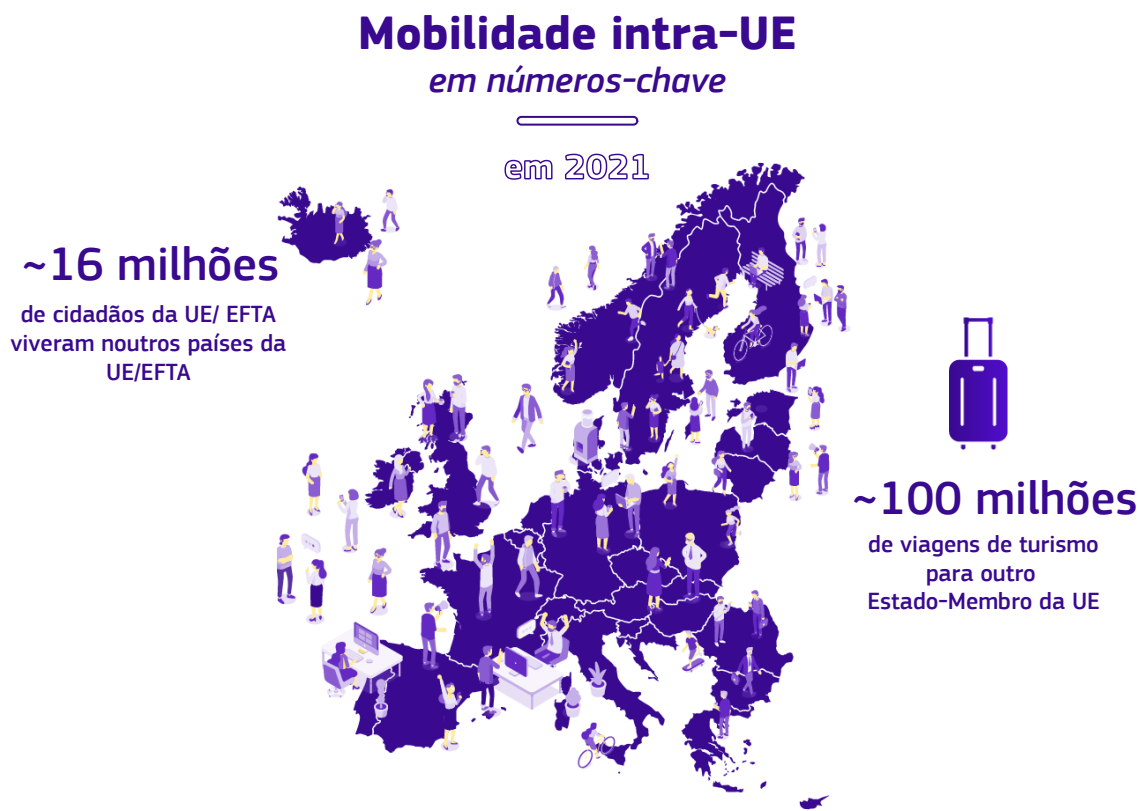 Mobilidade intra-UE
em números-chave
em 2021
~16 milhões
de cidadãos da UE/ EFTA
viveram noutros países da
UE/EFTA
~100 milhões
de viagens de turismo
para outro
Estado-Membro da UE